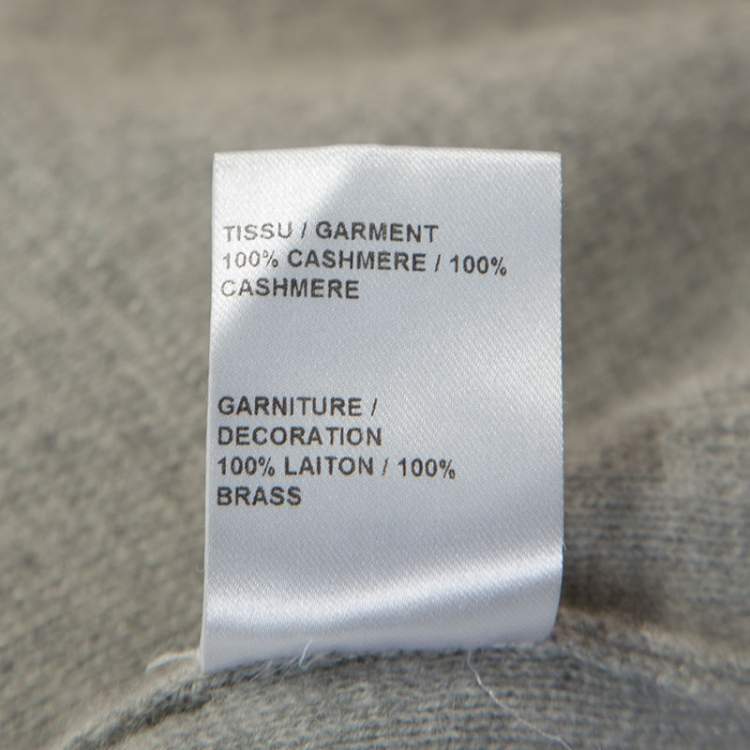 TISSU / GARMENT
100% CASHMERE / 100%
CASHMERE
GARNITURE /
DECORATION
100% LAITON / 100%
BRASS